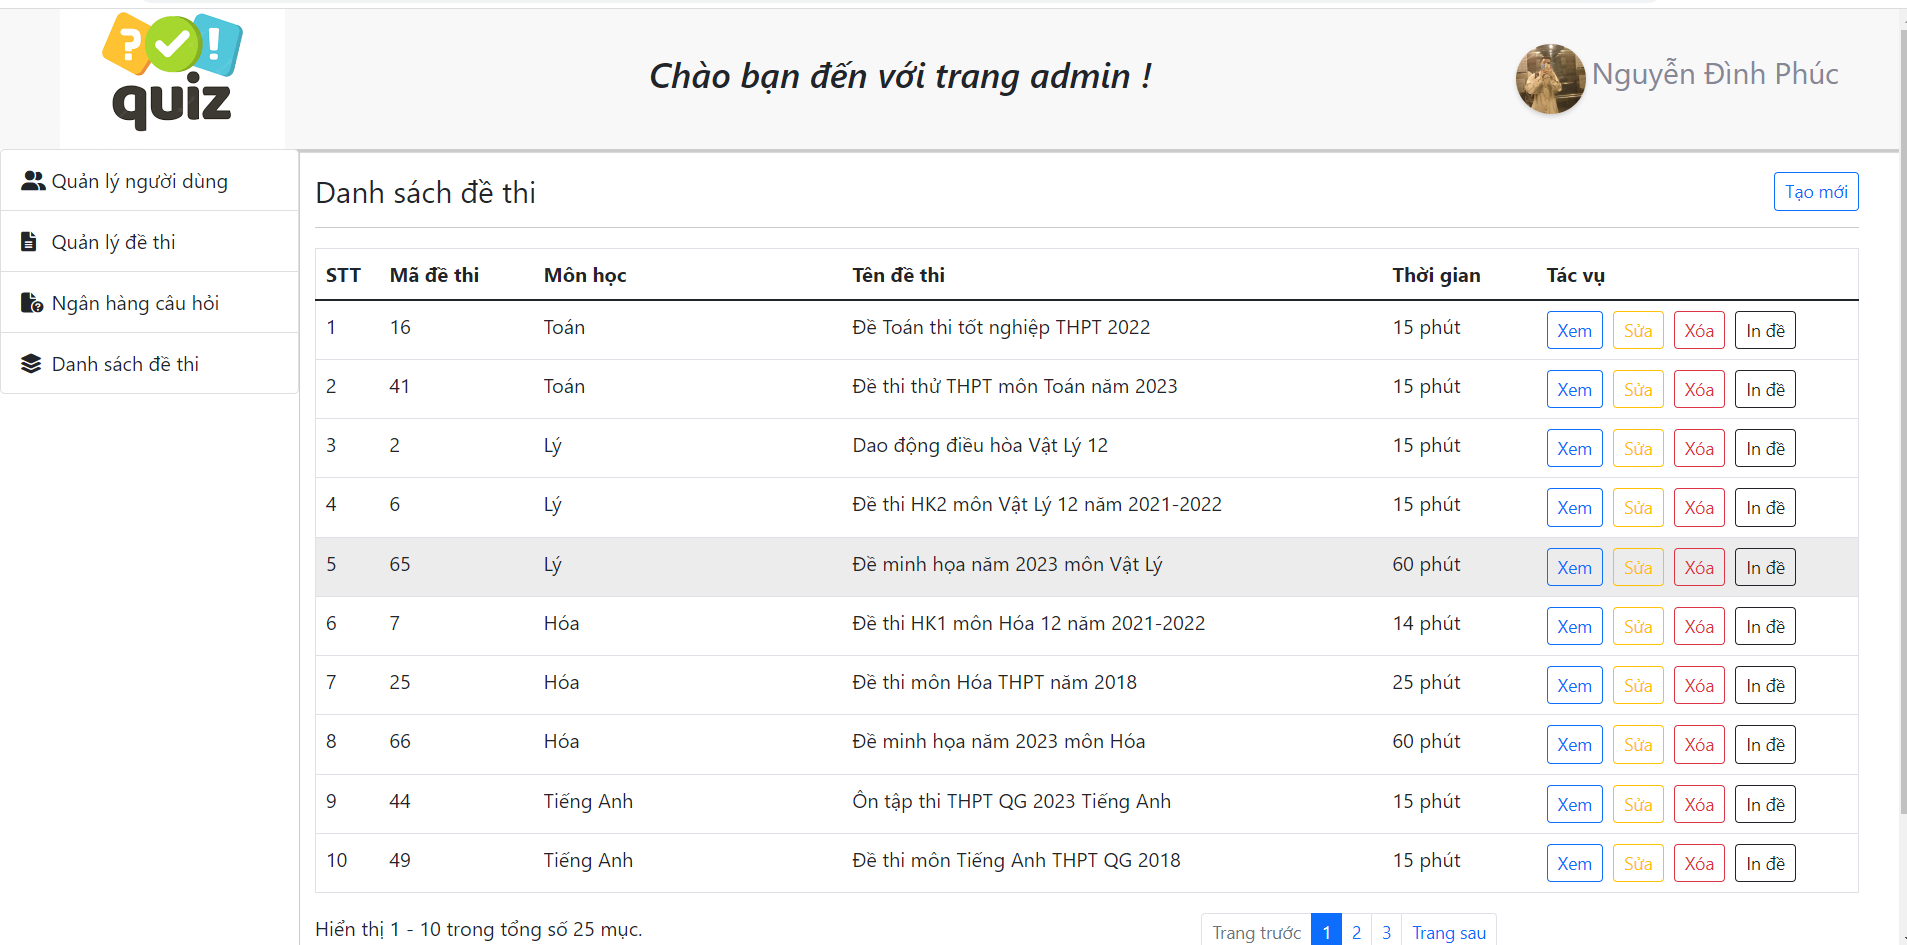 ? !
quiz
Chào bạn đến với trang admin !
Nguyễn Đình Phúc
Quản lý người dùng
Quản lý đề thi
Ngân hàng câu hỏi
Danh sách đề thi
Danh sách đề thi
Tạo mới
STT Mã đề thi Môn học Tên đề thi Thời gian Tác vụ
1 16 Toán Đề Toán thi tốt nghiệp THPT 2022 15 phút Xem Sửa Xóa In đề
2 41 Toán Đề thi thử THPT môn Toán năm 2023 15 phút Xem Sửa Xóa In đề
3 2 Lý Dao động điều hòa Vật Lý 12 15 phút Xem Sửa Xóa In đề
4 6 Lý Đề thi HK2 môn Vật Lý 12 năm 2021-2022 15 phút Xem Sửa Xóa In đề
5 65 Lý Đề minh họa năm 2023 môn Vật Lý 60 phút Xem Sửa Xóa In đề
6 7 Hóa Đề thi HK1 môn Hóa 12 năm 2021-2022 14 phút Xem Sửa Xóa In đề
7 25 Hóa Đề thi môn Hóa THPT năm 2018 25 phút Xem Sửa Xóa In đề
8 66 Hóa Đề minh họa năm 2023 môn Hóa 60 phút Xem Sửa Xóa In đề
9 44 Tiếng Anh Ôn tập thi THPT QG 2023 Tiếng Anh 15 phút Xem Sửa Xóa In đề
10 49 Tiếng Anh Đề thi môn Tiếng Anh THPT QG 2018 15 phút Xem Sửa Xóa In đề
Hiển thị 1 - 10 trong tổng số 25 mục.
Trang trước 1 2 3 Trang sau